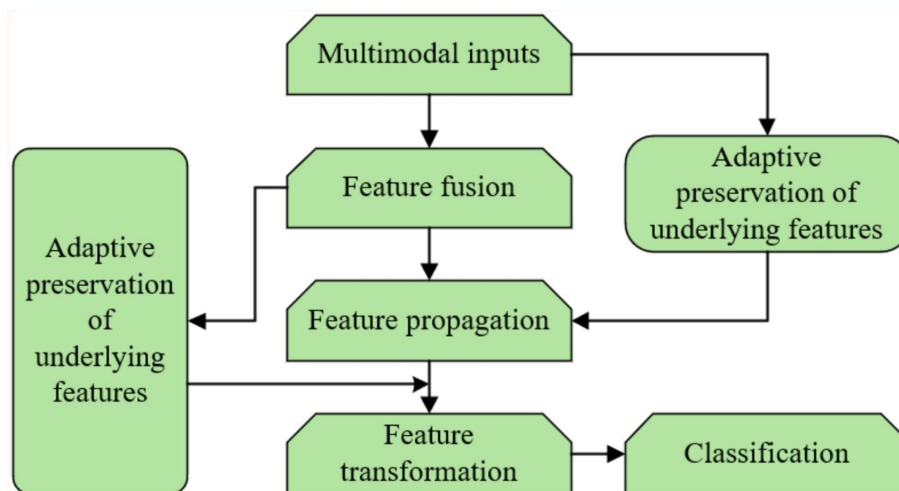 Multimodal inputs
Adaptive
preservation of
underlying features
Feature fusion
Adaptive
preservation
of
underlying
features
Feature propagation
Feature
transformation
Classification